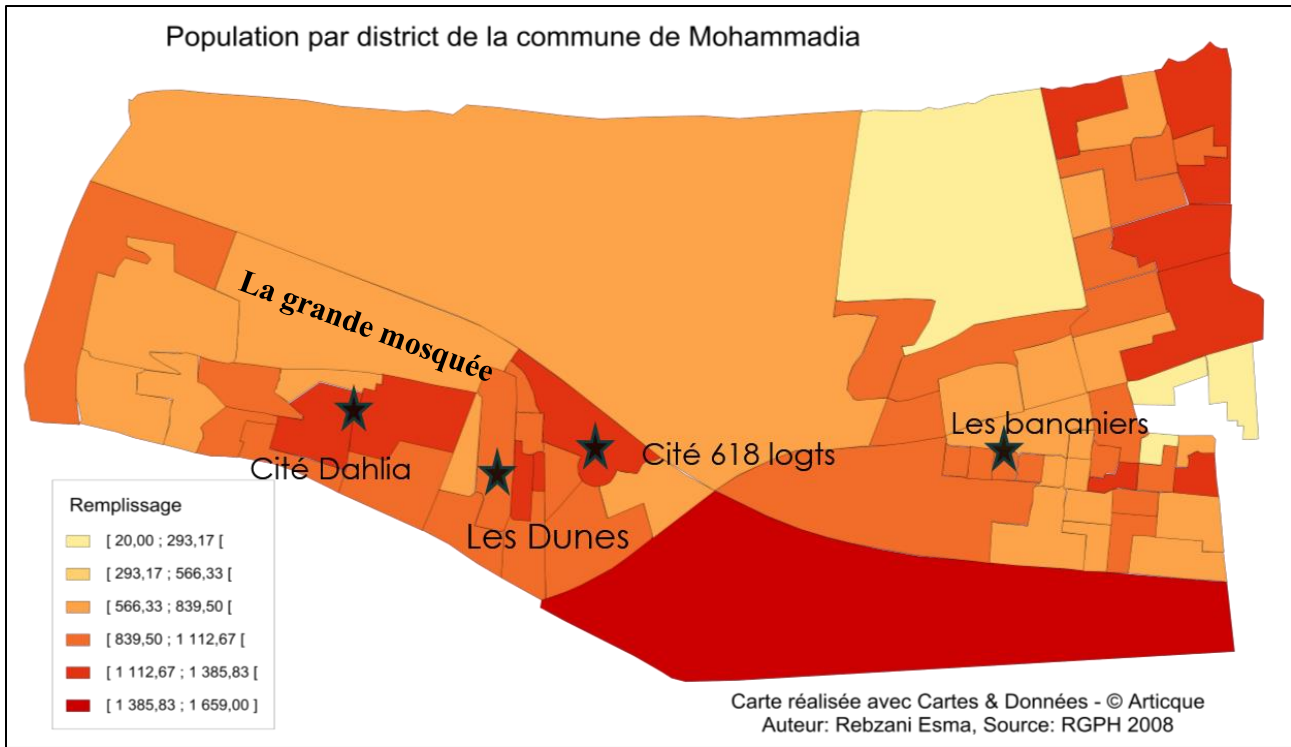 Population par district de la commune de Mohammadia
La grande mosquée
Les bananiers
Cité 618 logts
Cité Dahlia
Les Dunes
Remplissage
[ 20,00 ; 293,17 [
[ 293,17 ; 566,33 [
[ 566,33 ; 839,50 [
[ 839,50 ; 1 112,67 [
[ 1 112,67 ; 1 385,83 [
[ 1 385,83 ; 1 659,00 ]
Carte réalisée avec Cartes & Données - © Articque
Auteur: Rebzani Esma, Source: RGPH 2008